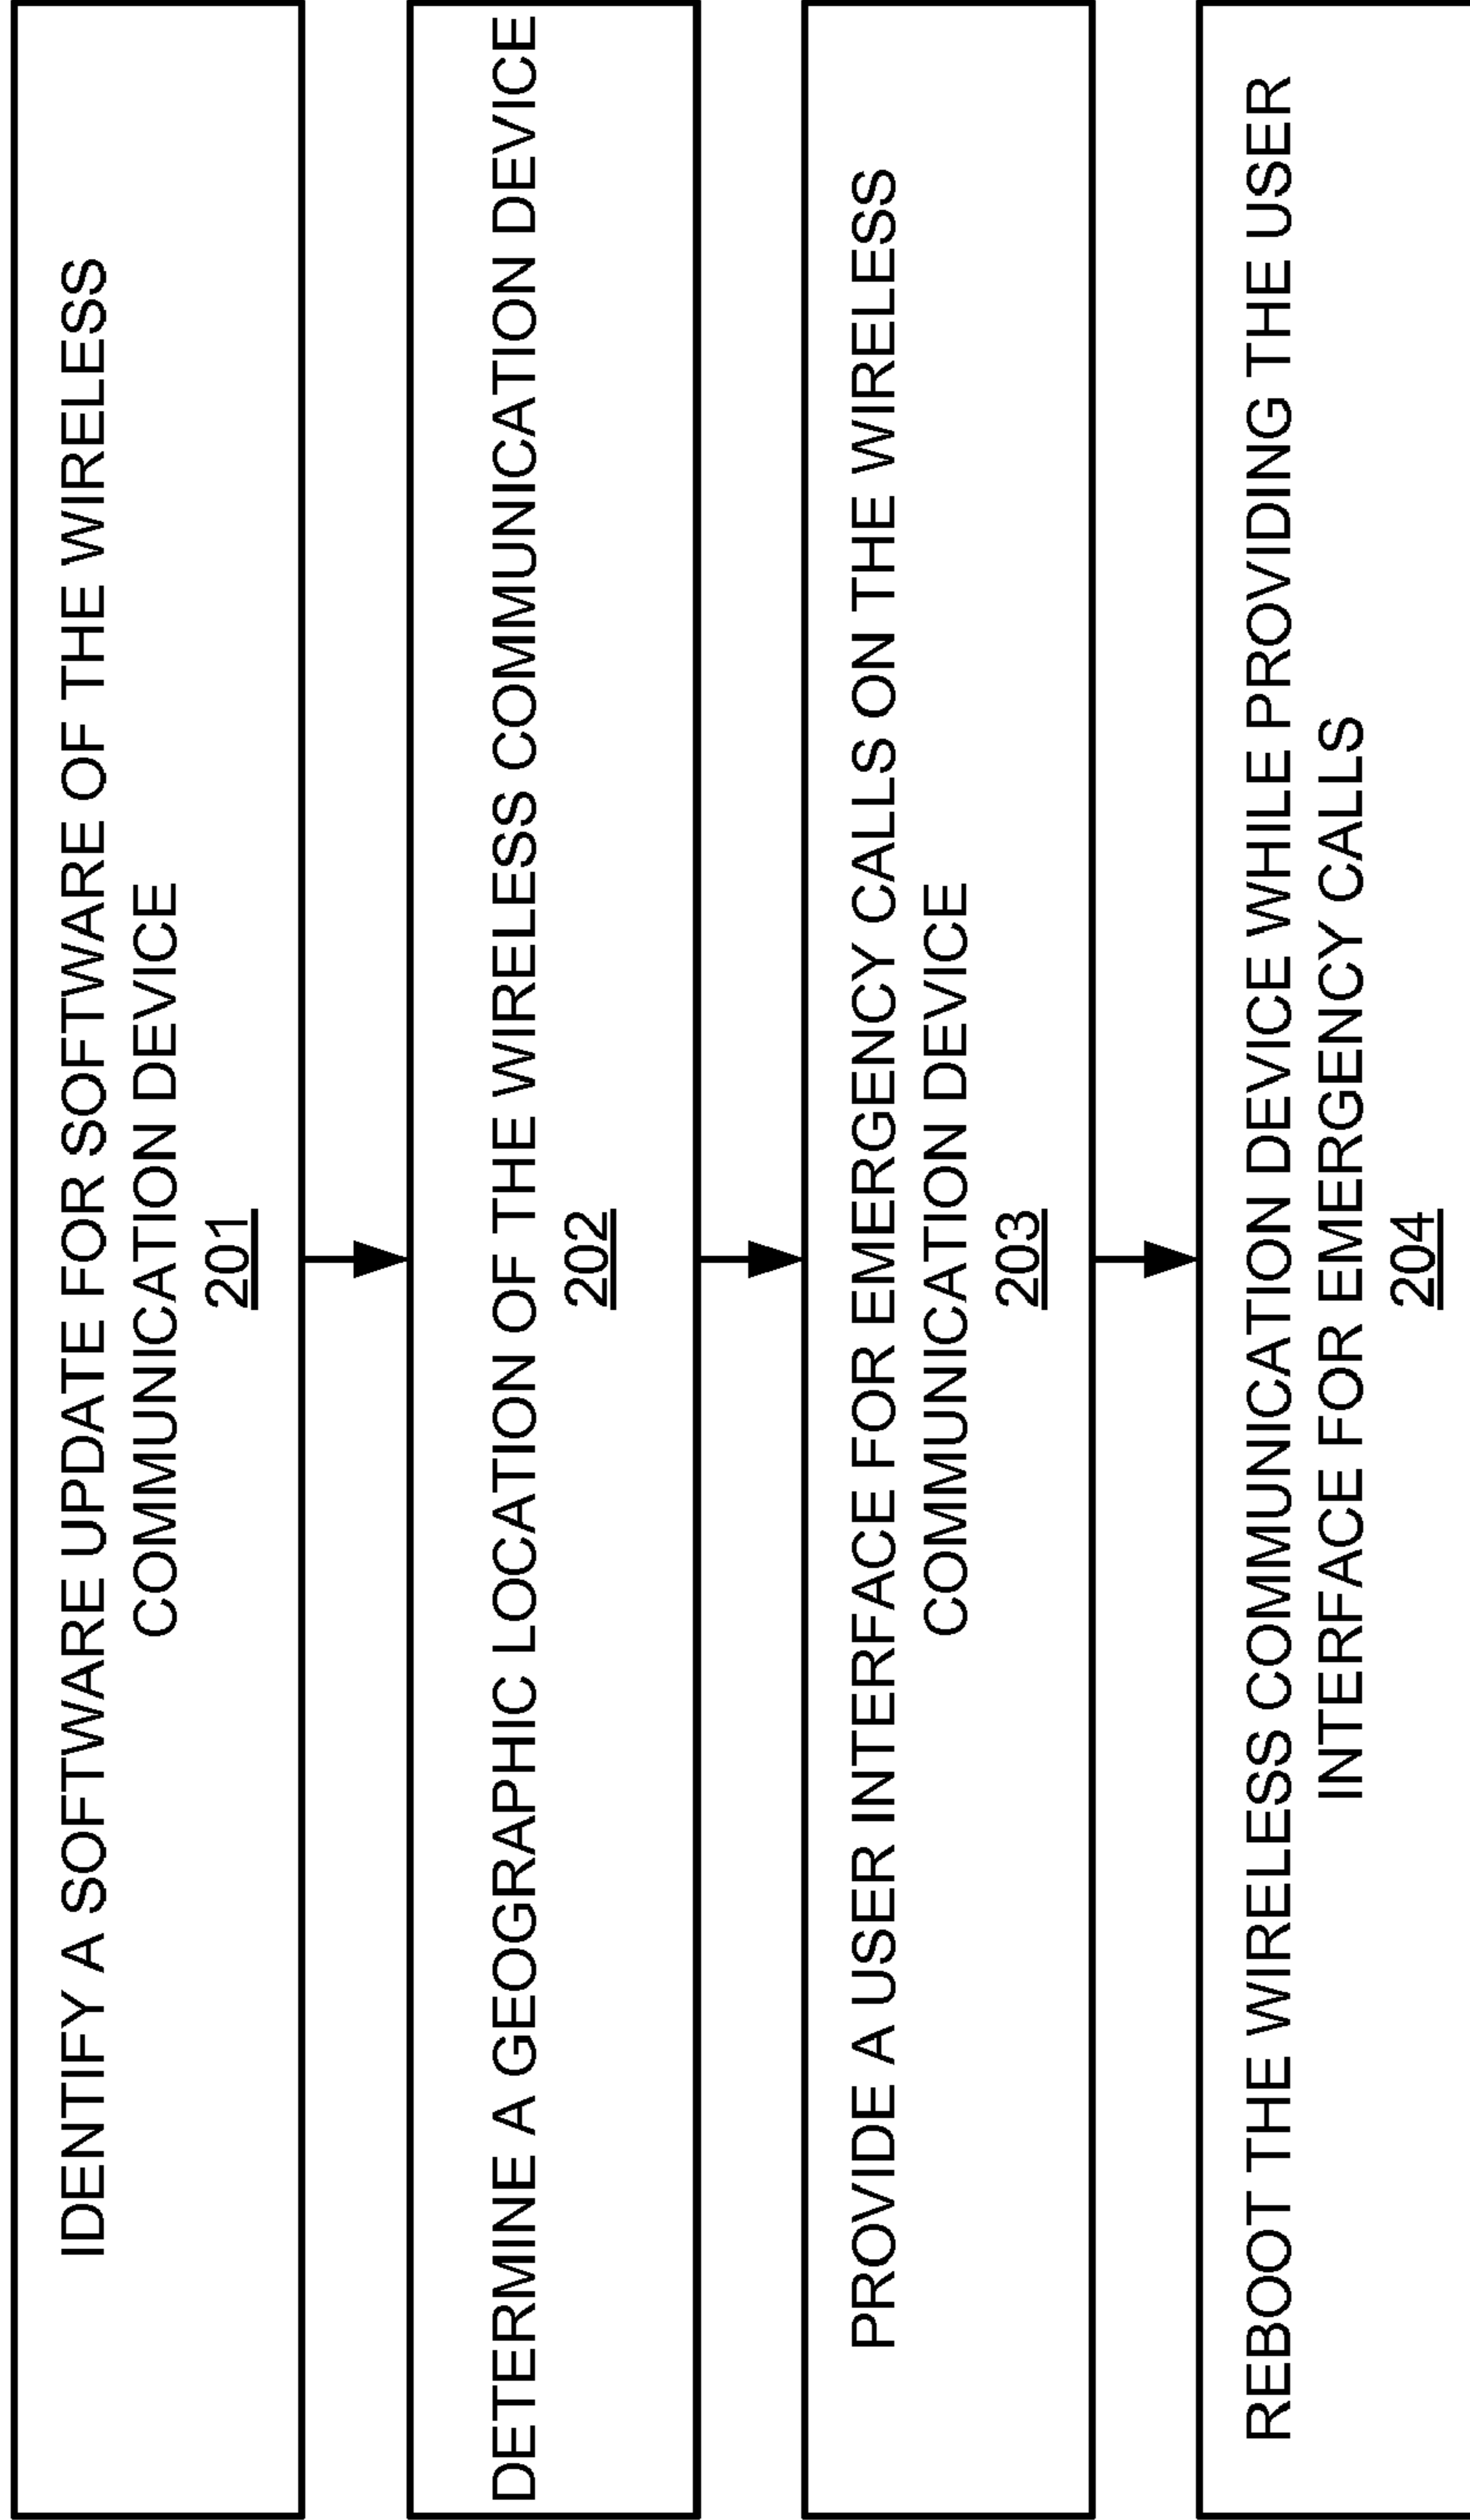 IDENTIFY A SOFTWARE UPDATE FOR SOFTWARE OF THE WIRELESS
COMMUNICATION DEVICE
201
DETERMINE A GEOGRAPHIC LOCATION OF THE WIRELESS COMMUNICATION DEVICE
202
PROVIDE A USER INTERFACE FOR EMERGENCY CALLS ON THE WIRELESS
COMMUNICATION DEVICE
203
REBOOT THE WIRELESS COMMUNICATION DEVICE WHILE PROVIDING THE USER
INTERFACE FOR EMERGENCY CALLS
204